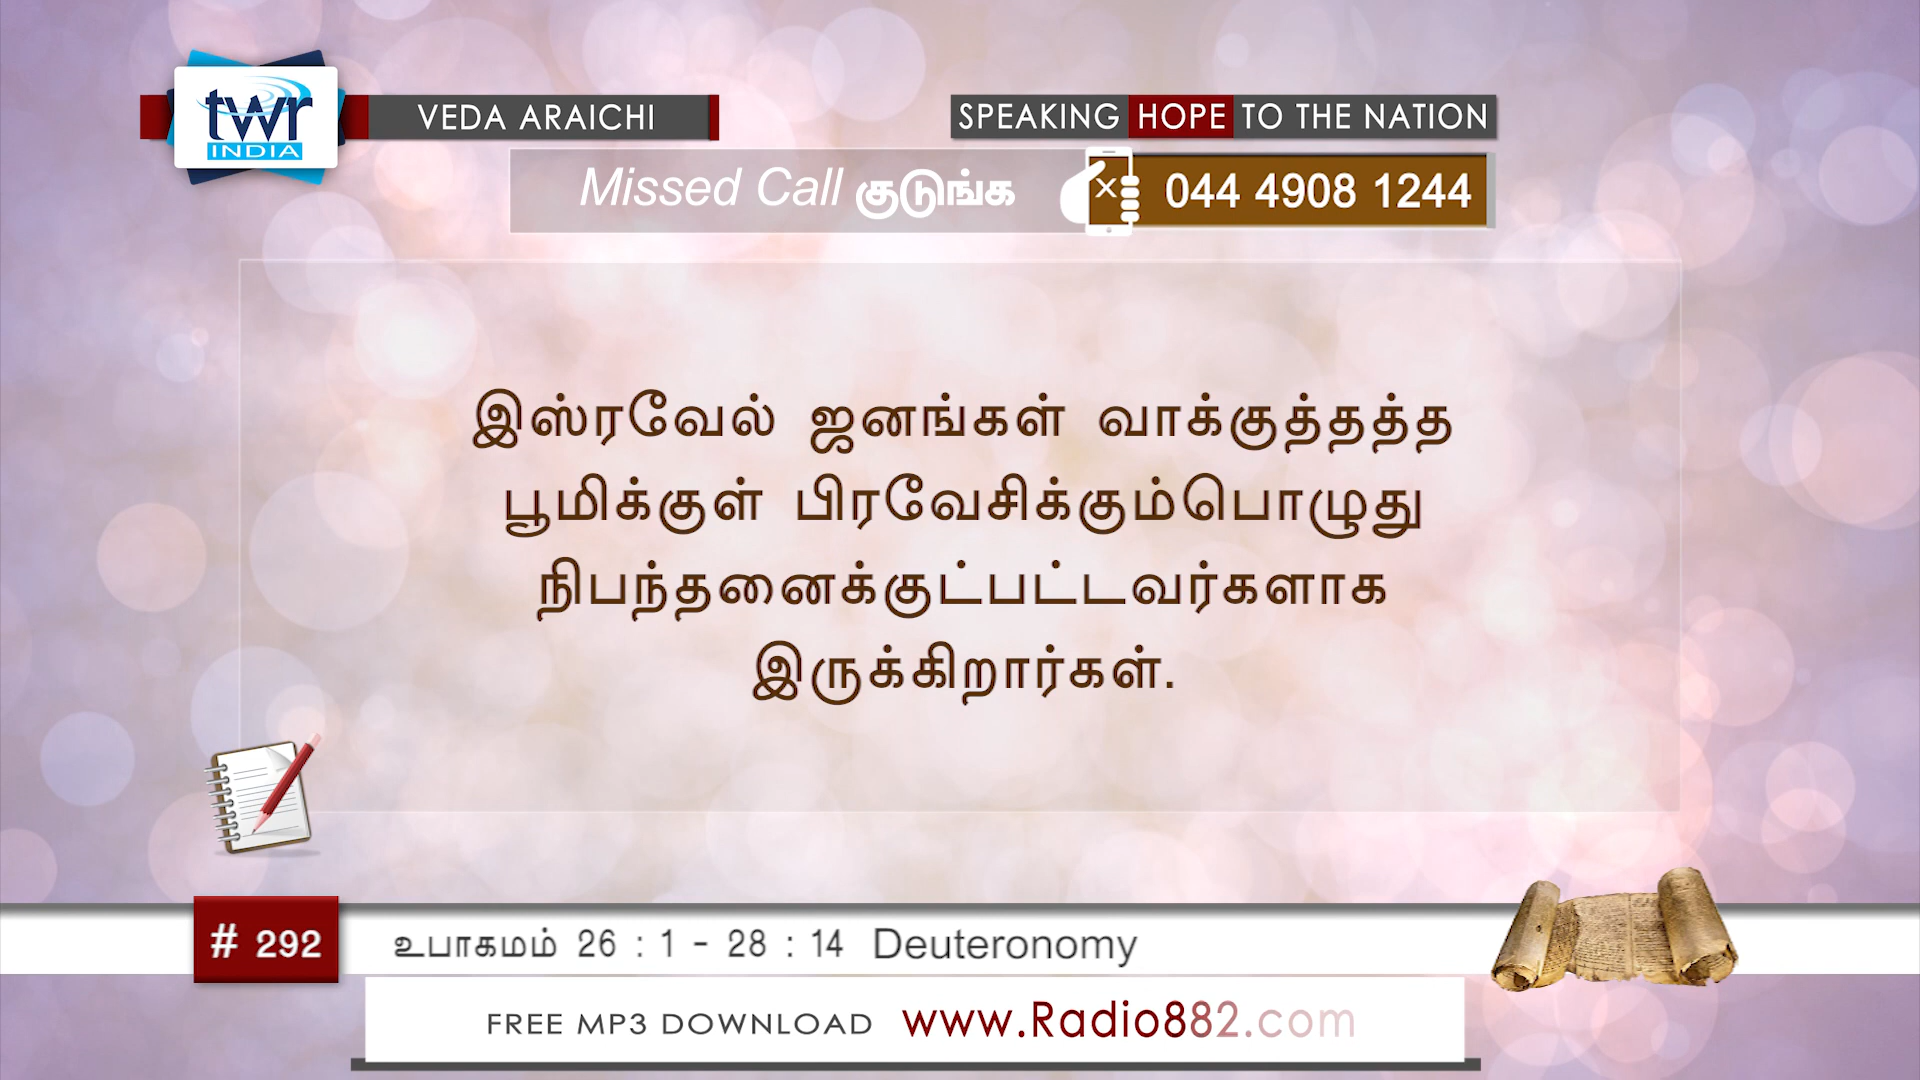 twr
INDIA
VEDA ARAICHI
SPEAKING HOPE TO THE NATION
Missed Call குடுங்க
044 4908 1244
இஸ்ரவேல் ஜனங்கள் வாக்குத்தத்த
பூமிக்குள் பிரவேசிக்கும்பொழுது
நிபந்தனைக்குட்பட்டவர்களாக
இருக்கிறார்கள்.
# 292
உபாகமம் 26 : 1 - 28 : 14 Deuteronomy
FREE MP3 DOWNLOAD www.Radio882.com